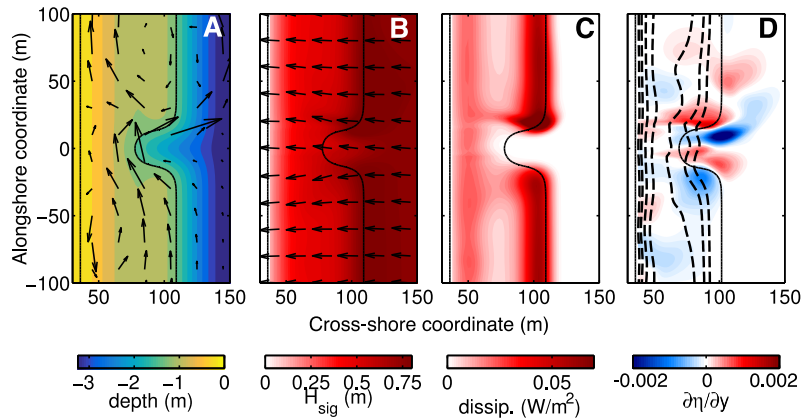 A
B
C
D
Alongshore coordinate (m)
100
50
0
−50
−100
50 100 150
50 100 150
50 100 150
50 100 150
Cross-shore coordinate (m)
−3 −2 −1 0
depth (m)
0 0.25 0.50 0.75
H_sig (m)
0 0.05
dissip. (W/m²)
-0.002 0 0.002
∂η/∂y